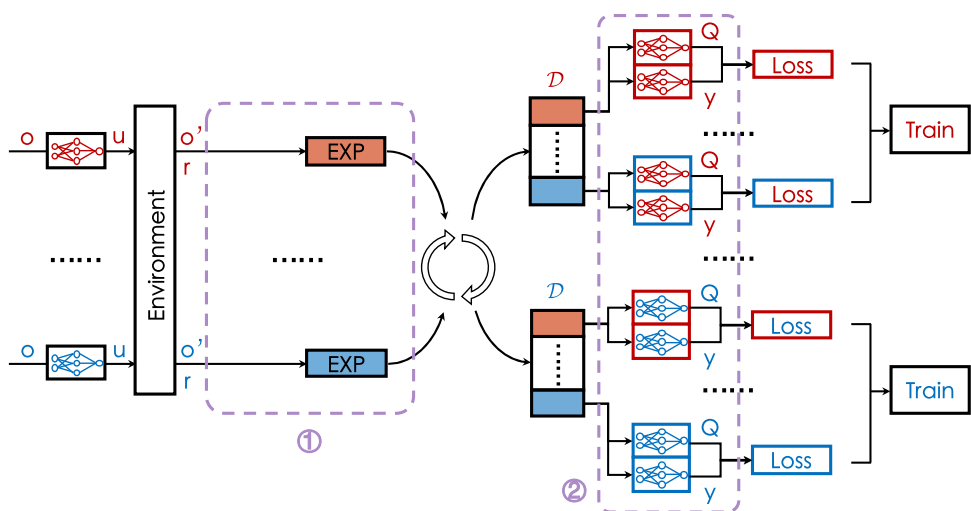 o
u
o'
r
EXP
Environment
......
......
o
u
o'
r
EXP
①
𝒟
Q
y
Loss
......
Q
y
Loss
Train
......
𝒟
Q
y
Loss
......
Q
y
Loss
Train
②